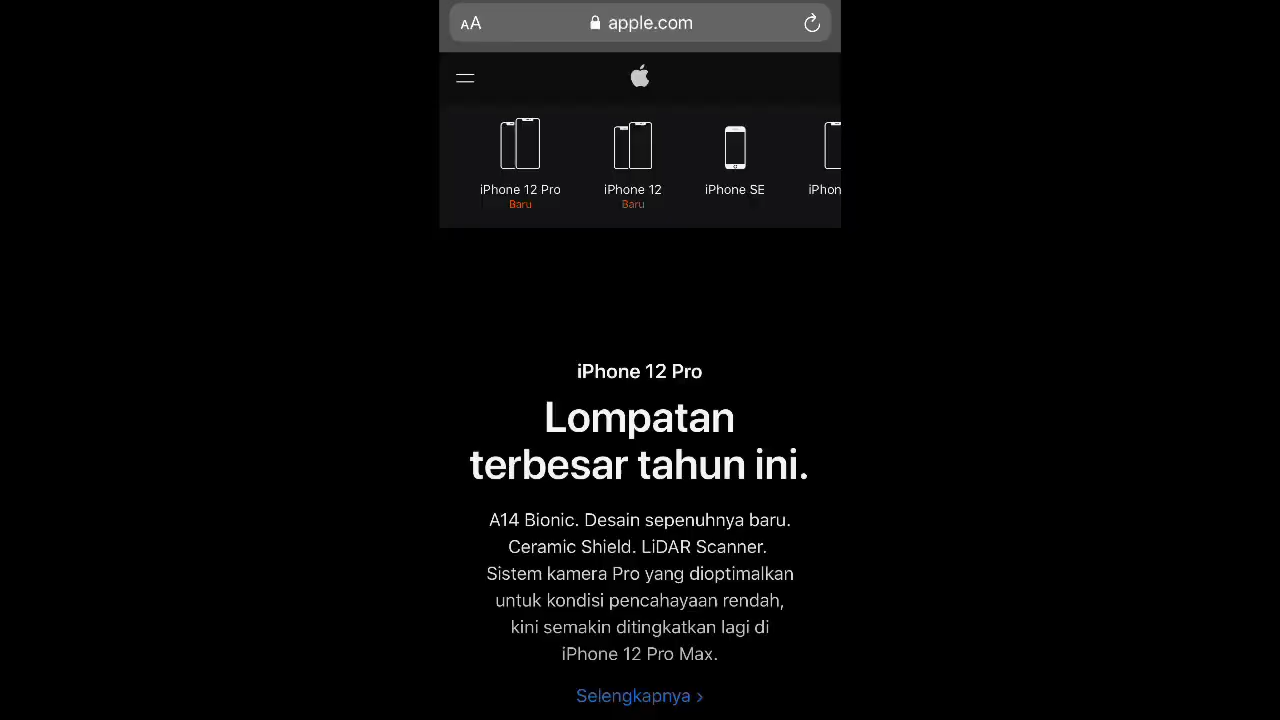 AA apple.com
iPhone 12 Pro iPhone 12 iPhone SE iPhon
Baru Baru
iPhone 12 Pro
Lompatan
terbesar tahun ini.
A14 Bionic. Desain sepenuhnya baru.
Ceramic Shield. LiDAR Scanner.
Sistem kamera Pro yang dioptimalkan
untuk kondisi pencahayaan rendah,
kini semakin ditingkatkan lagi di
iPhone 12 Pro Max.
Selengkapnya >